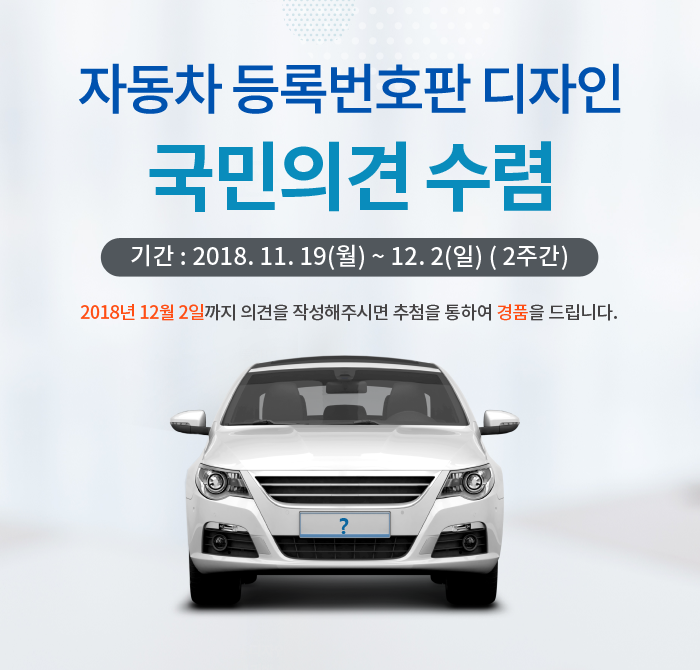 자동차 등록번호판 디자인
국민의견 수렴
기간 : 2018. 11. 19(월) ~ 12. 2(일) ( 2주간)
2018년 12월 2일까지 의견을 작성해주시면 추첨을 통하여 경품을 드립니다.
?